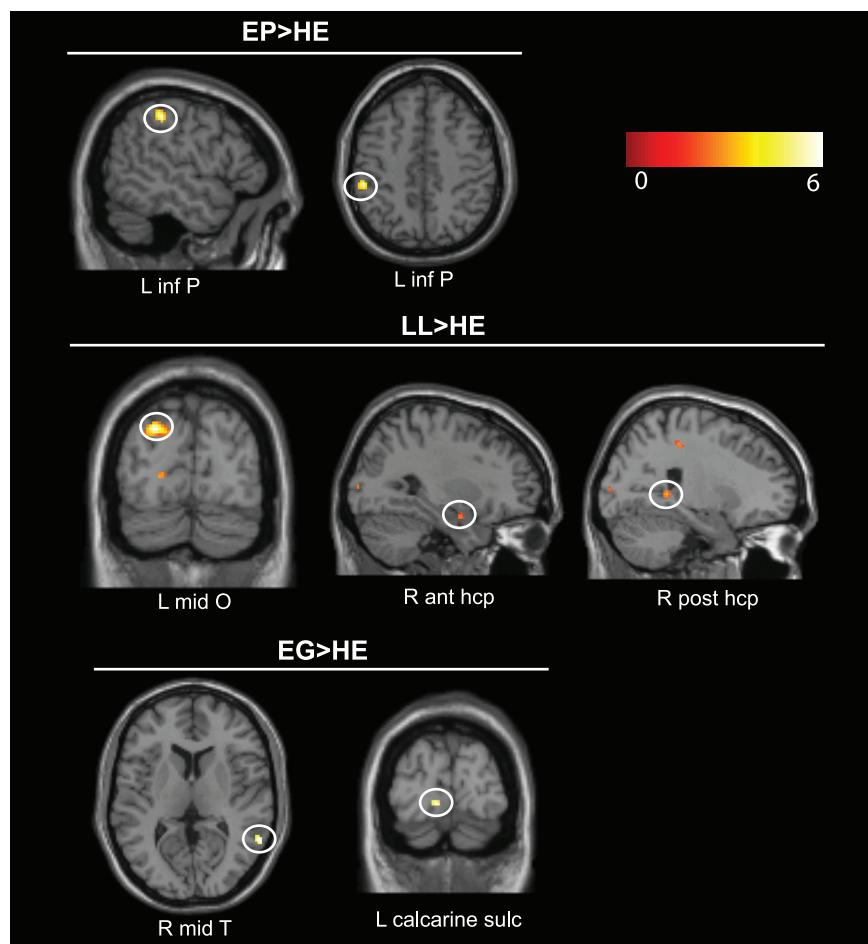 EP>HE
0 6
L inf P
L inf P
LL>HE
L mid O
R ant hcp
R post hcp
EG>HE
R mid T
L calcarine sulc